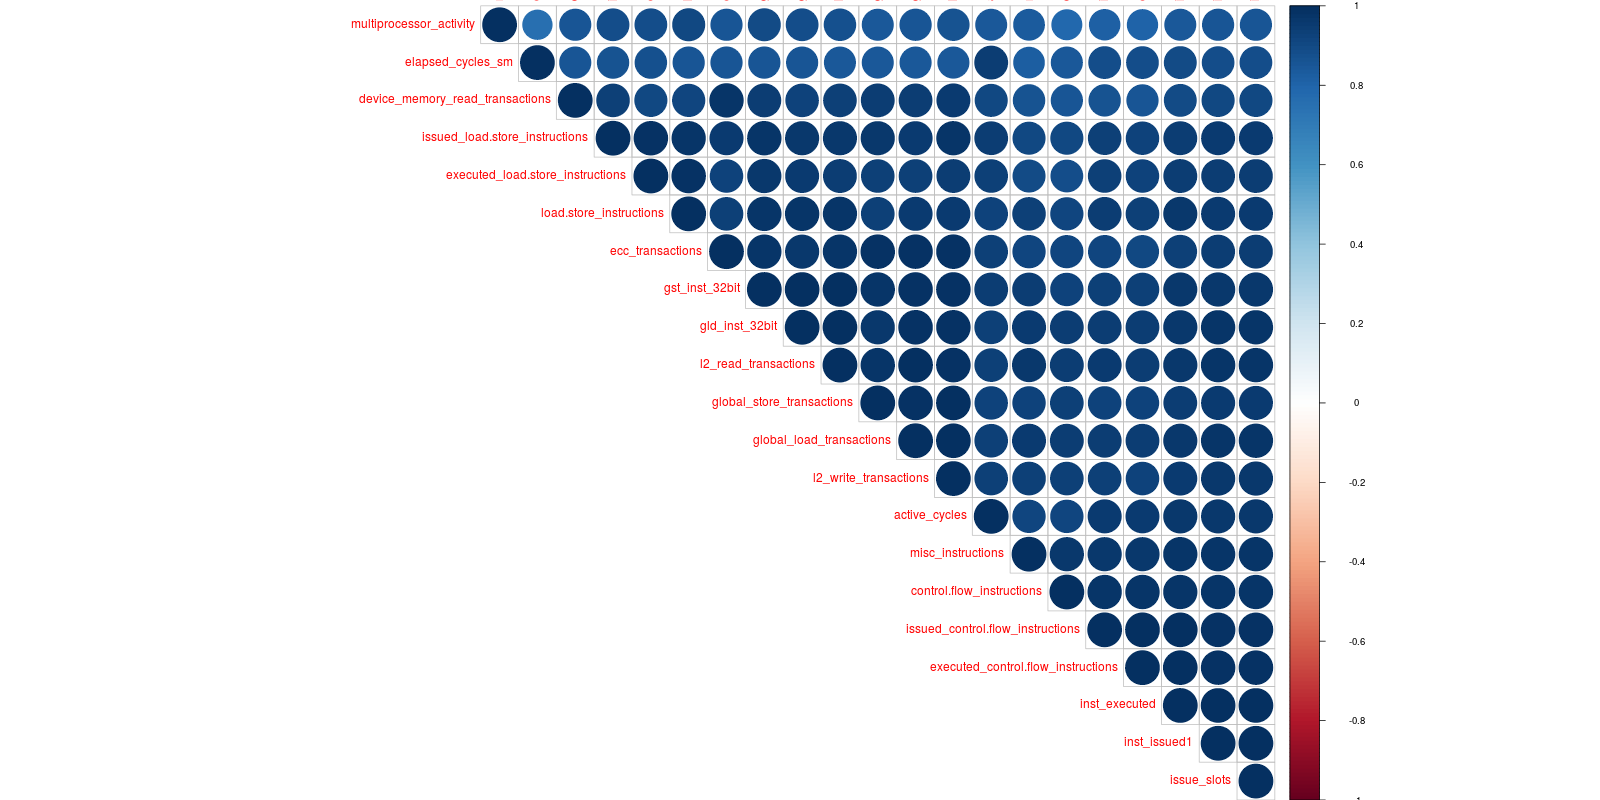 multiprocessor_activity
elapsed_cycles_sm
device_memory_read_transactions
issued_load.store_instructions
executed_load.store_instructions
load.store_instructions
ecc_transactions
gst_inst_32bit
gld_inst_32bit
l2_read_transactions
global_store_transactions
global_load_transactions
l2_write_transactions
active_cycles
misc_instructions
control.flow_instructions
issued_control.flow_instructions
executed_control.flow_instructions
inst_executed
inst_issued1
issue_slots
1
0.8
0.6
0.4
0.2
0
-0.2
-0.4
-0.6
-0.8